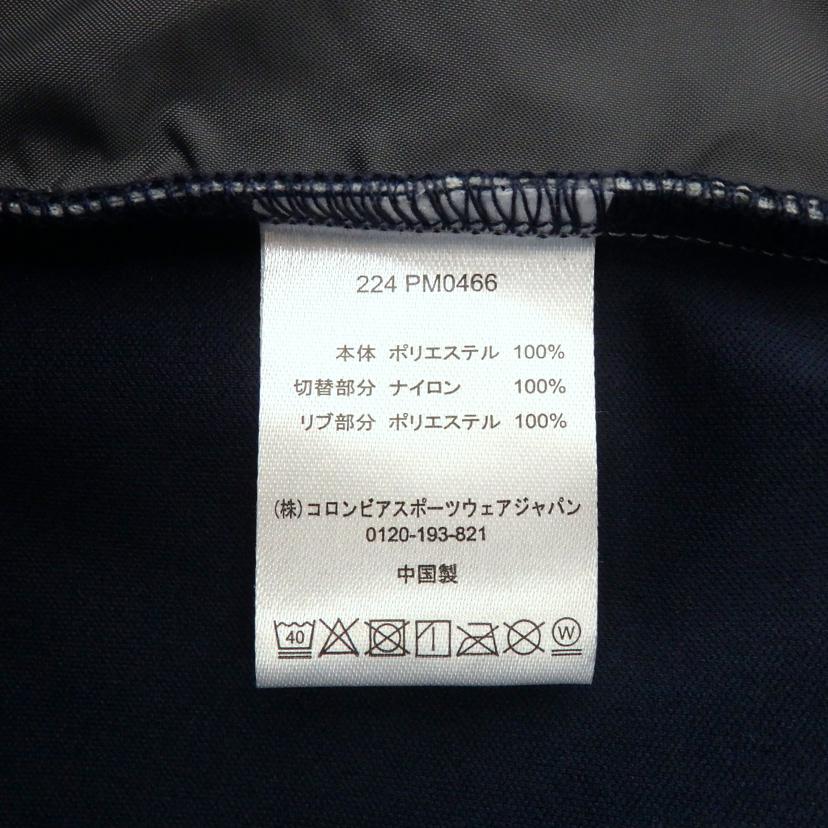 224 PM0466
本体 ポリエステル 100%
切替部分 ナイロン 100%
リブ部分 ポリエステル 100%
(株)コロンビアスポーツウェアジャパン
0120-193-821
中国製
40 W